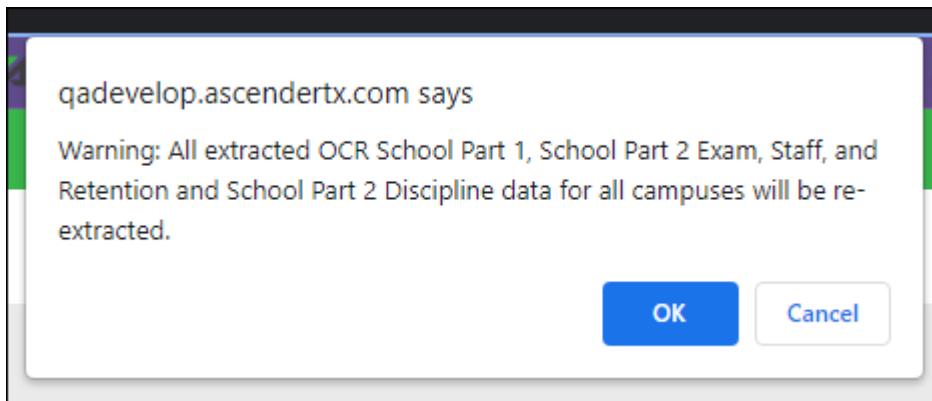 qadevelop.ascendertx.com says
Warning: All extracted OCR School Part 1, School Part 2 Exam, Staff, and
Retention and School Part 2 Discipline data for all campuses will be re-
extracted.
OK Cancel